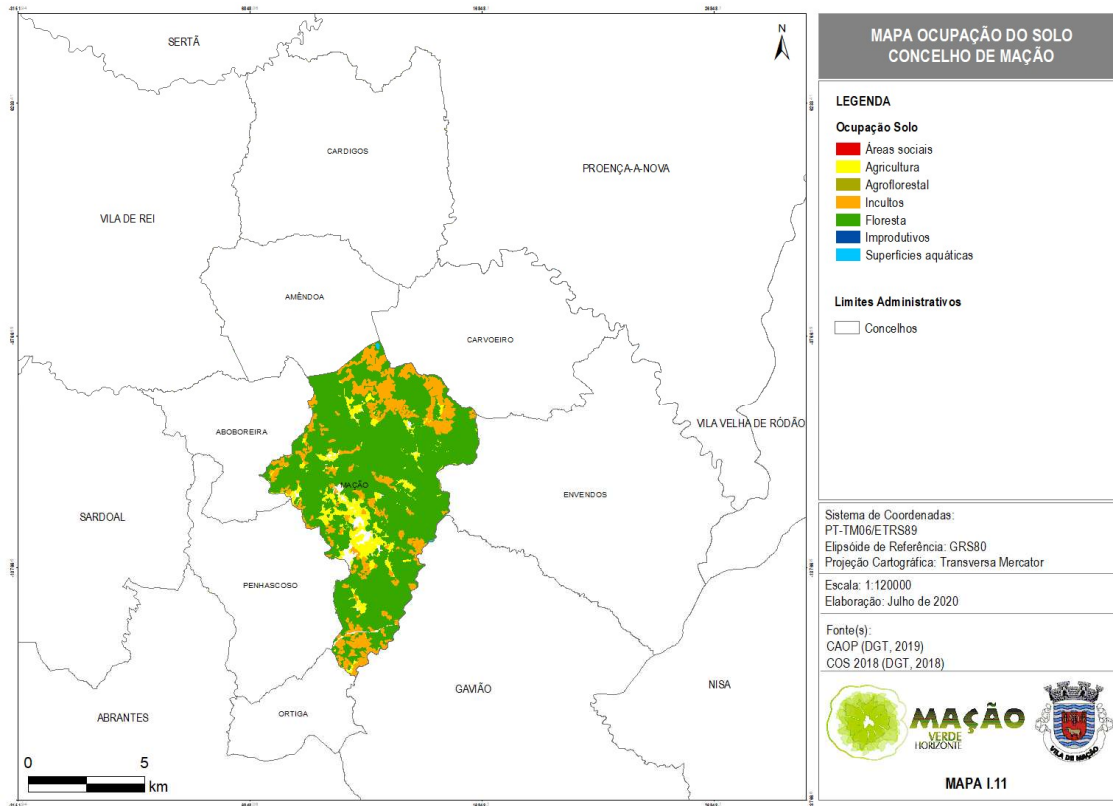 SERTÃ
N
CARDIGOS
PROENÇA-A-NOVA
VILA DE REI
AMÊNDOA
CARVOEIRO
ABOBOREIRA
VILA VELHA DE RÓDÃO
MAÇÃO
ENVENDOS
SARDOAL
PENHASCOSO
GAVIÃO
NISA
ABRANTES
ORTIGA
0 5
km
MAPA OCUPAÇÃO DO SOLO
CONCELHO DE MAÇÃO
LEGENDA
Ocupação Solo
Áreas sociais
Agricultura
Agroflorestal
Incultos
Floresta
Improdutivos
Superfícies aquáticas
Limites Administrativos
Concelhos
Sistema de Coordenadas:
PT-TM06/ETRS89
Elipsóide de Referência: GRS80
Projeção Cartográfica: Transversa Mercator
Escala: 1:120000
Elaboração: Julho de 2020
Fonte(s):
CAOP (DGT, 2019)
COS 2018 (DGT, 2018)
MAÇÃO
VERDE
HORIZONTE
VILA DE MAÇÃO
MAPA I.11